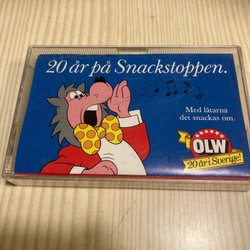 20 år på Snackstoppen.
Med låtarna
det snackas om.
OLW
20 år i Sverige!